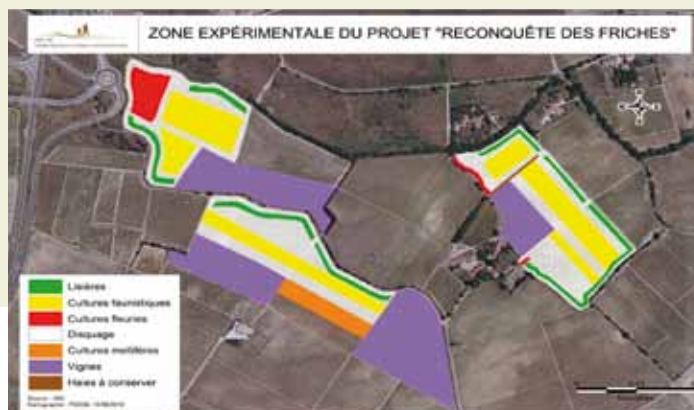 ZONE EXPÉRIMENTALE DU PROJET "RECONQUÊTE DES FRICHES"
Lisières
Cultures faunistiques
Cultures fleuries
Disquage
Cultures mellifères
Vignes
Haies à conserver